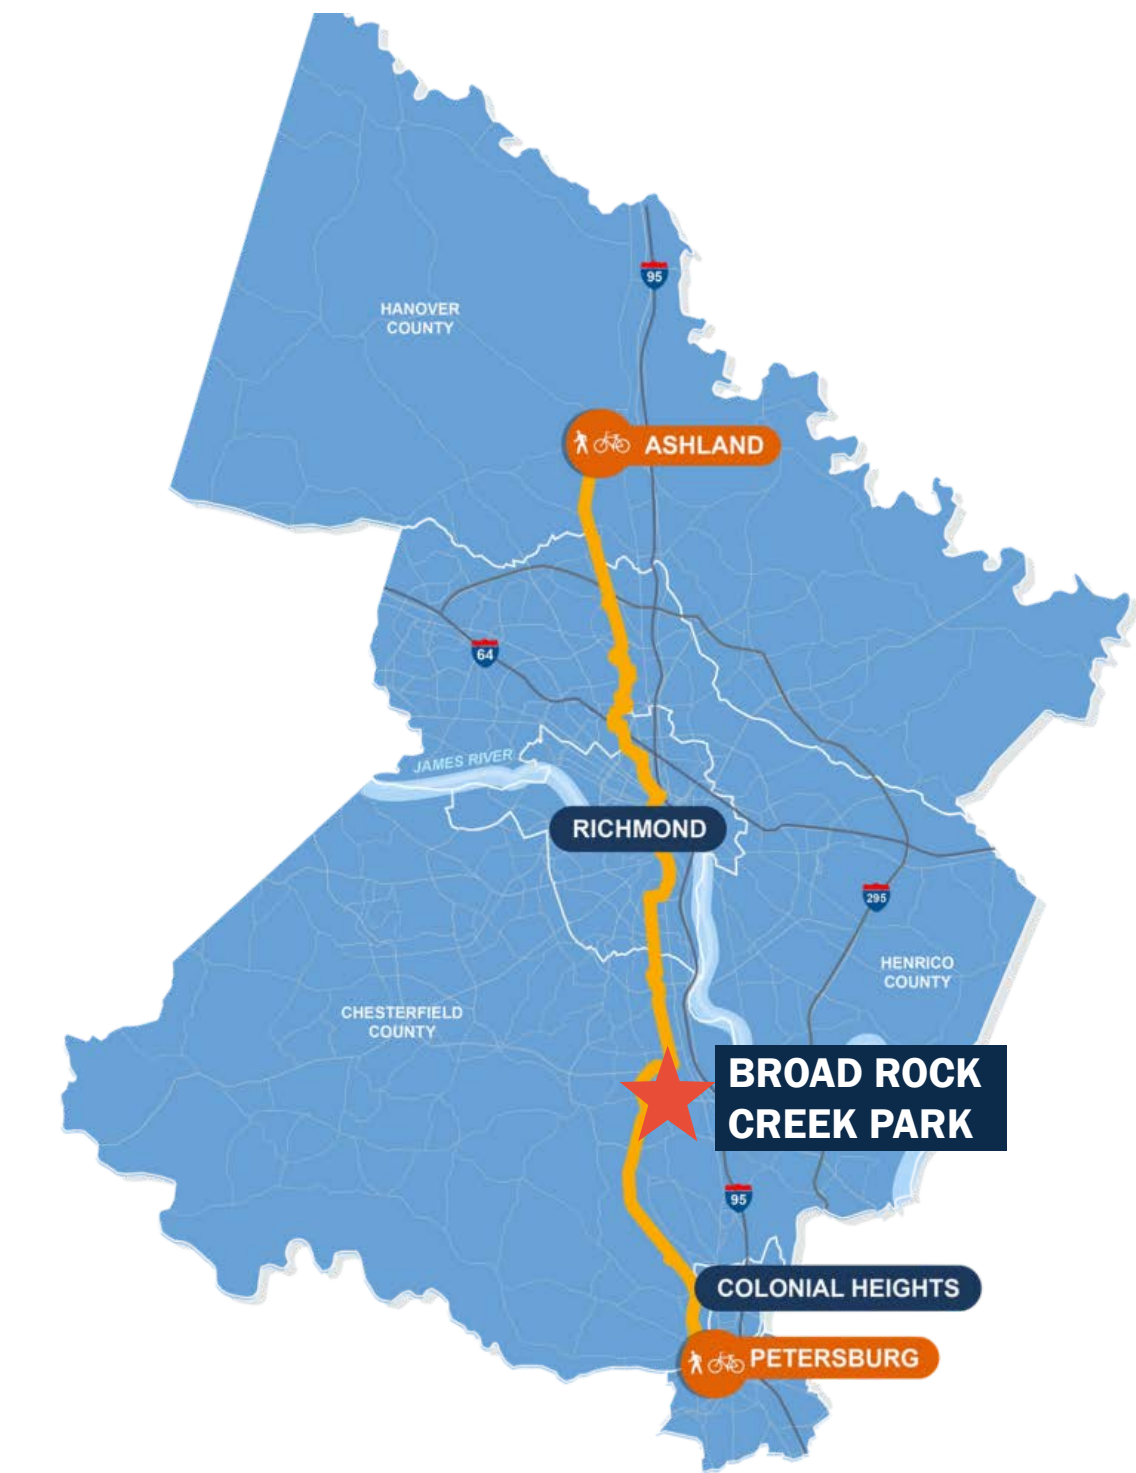 95
HANOVER
COUNTY
ASHLAND
64
JAMES RIVER
RICHMOND
295
HENRICO
COUNTY
CHESTERFIELD
COUNTY
BROAD ROCK
CREEK PARK
95
COLONIAL HEIGHTS
PETERSBURG